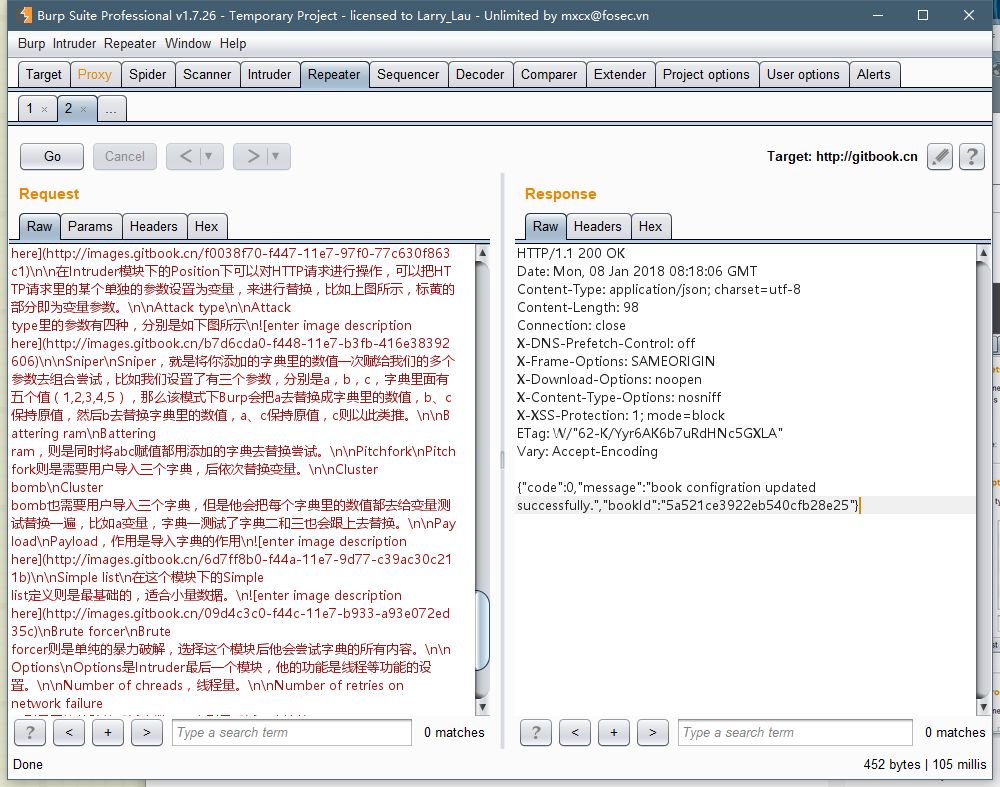 Burp Suite Professional v1.7.26 - Temporary Project - licensed to Larry_Lau - Unlimited by mxcx@fosec.vn
Burp Intruder Repeater Window Help
Target Proxy Spider Scanner Intruder Repeater Sequencer Decoder Comparer Extender Project options User options Alerts
1 × 2 × ...
Go Cancel < ▼ > ▼ Target: http://gitbook.cn ?
Request
Raw Params Headers Hex
here](http://images.gitbook.cn/f0038f70-f447-11e7-97f0-77c630f863
c1)\n\n在Intruder模块下的Position下可以对HTTP请求进行操作，可以把HT
TP请求里的某个单独的参数设置为变量，来进行替换，比如上图所示，标黄的
部分即为变量参数。\n\nAttack type\n\nAttack
type里的参数有四种，分别是如下图所示\n![enter image description
here](http://images.gitbook.cn/b7d6cda0-f448-11e7-b3fb-416e38392
606)\n\nSniper\nSniper，就是将你添加的字典里的数值一次赋给我们的多个
参数去组合尝试，比如我们设置了有三个参数，分别是a，b，c，字典里面有
五个值（1,2,3,4,5），那么该模式下Burp会把a去替换成字典里的数值，b、c
保持原值，然后b去替换字典里的数值，a、c保持原值，c则以此类推。\n\nB
attering ram\nBattering
ram，则是同时将abc赋值都用添加的字典去替换尝试。\n\nPitchfork\nPitch
fork则是需要用户导入三个字典，后依次替换变量。\n\nCluster
bomb\nCluster
bomb也需要用户导入三个字典，但是他会把每个字典里的数值都去给变量测
试替换一遍，比如a变量，字典一测试了字典二和三也会跟上去替换。\n\nPay
load\nPayload，作用是导入字典的作用\n![enter image description
here](http://images.gitbook.cn/6d7ff8b0-f44a-11e7-9d77-c39ac30c21
1b)\n\nSimple list\n在这个模块下的Simple
list定义则是最基础的，适合小量数据。\n![enter image description
here](http://images.gitbook.cn/09d4c3c0-f44c-11e7-b933-a93e072ed
35c)\nBrute forcer\nBrute
forcer则是单纯的暴力破解，选择这个模块后他会尝试字典的所有内容。\n\n
Options\nOptions是Intruder最后一个模块，他的功能是线程等功能的设
置。\n\nNumber of chreads，线程量。\n\nNumber of retries on
network failure
? < + > Type a search term 0 matches
Response
Raw Headers Hex
HTTP/1.1 200 OK
Date: Mon, 08 Jan 2018 08:18:06 GMT
Content-Type: application/json; charset=utf-8
Content-Length: 98
Connection: close
X-DNS-Prefetch-Control: off
X-Frame-Options: SAMEORIGIN
X-Download-Options: noopen
X-Content-Type-Options: nosniff
X-XSS-Protection: 1; mode=block
ETag: W/"62-K/Yyr6AK6b7uRdHNc5GXLA"
Vary: Accept-Encoding
{"code":0,"message":"book configration updated
successfully.","bookId":"5a521ce3922eb540cfb28e25"}
? < + > Type a search term 0 matches
Done 452 bytes | 105 millis